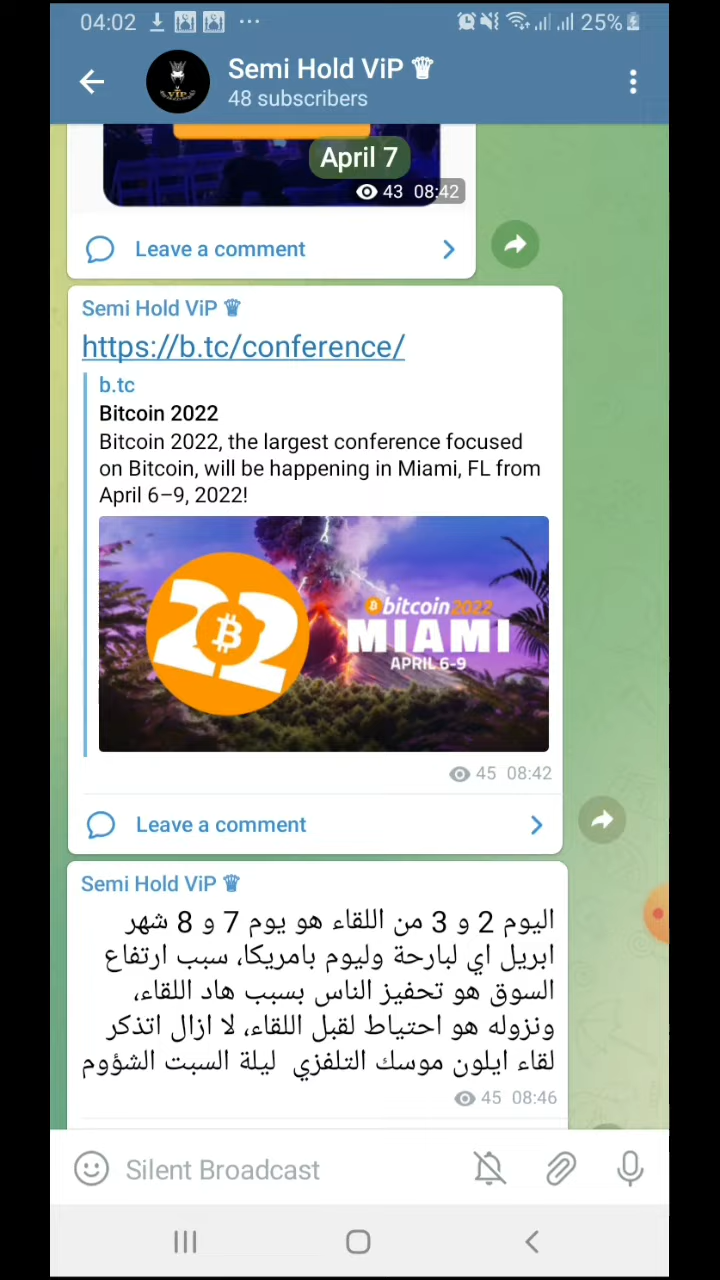 04:02
25%
Semi Hold ViP
48 subscribers
April 7
43 08:42
Leave a comment
Semi Hold ViP
https://b.tc/conference/
b.tc
Bitcoin 2022
Bitcoin 2022, the largest conference focused
on Bitcoin, will be happening in Miami, FL from
April 6–9, 2022!
22
bitcoin 2022
MIAMI
APRIL 6-9
45 08:42
Leave a comment
Semi Hold ViP
اليوم 2 و 3 من اللقاء هو يوم 7 و 8 شهر
ابريل اي لبارحة وليوم بامريكا، سبب ارتفاع
السوق هو تحفيز الناس بسبب هاد اللقاء،
ونزوله هو احتياط لقبل اللقاء، لا ازال اتذكر
لقاء ايلون موسك التلفزي ليلة السبت الشؤوم
45 08:46
Silent Broadcast